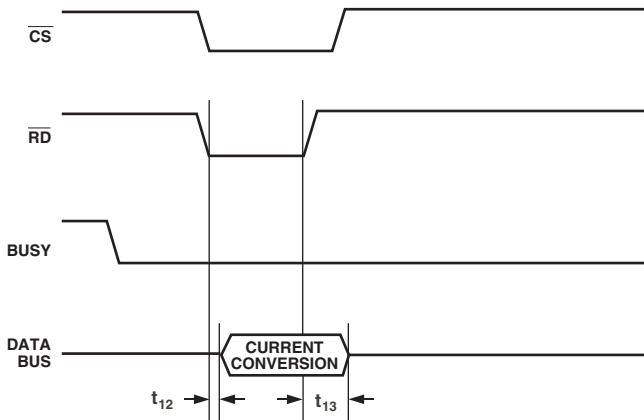 CS
RD
BUSY
DATA
BUS
CURRENT
CONVERSION
t12
t13